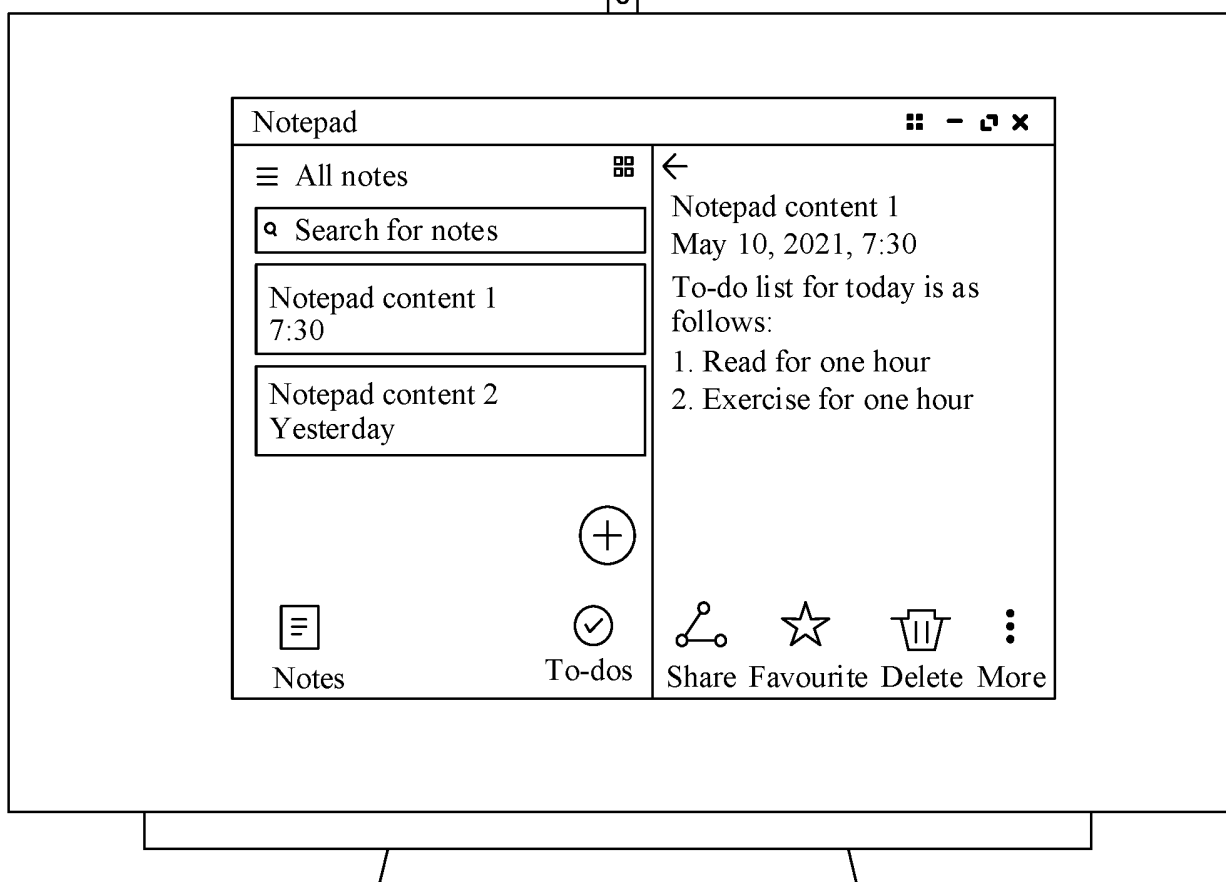 Notepad
All notes
Search for notes
Notepad content 1
7:30
Notepad content 2
Yesterday
Notes
To-dos
Notepad content 1
May 10, 2021, 7:30
To-do list for today is as
follows:
1. Read for one hour
2. Exercise for one hour
Share Favourite Delete More